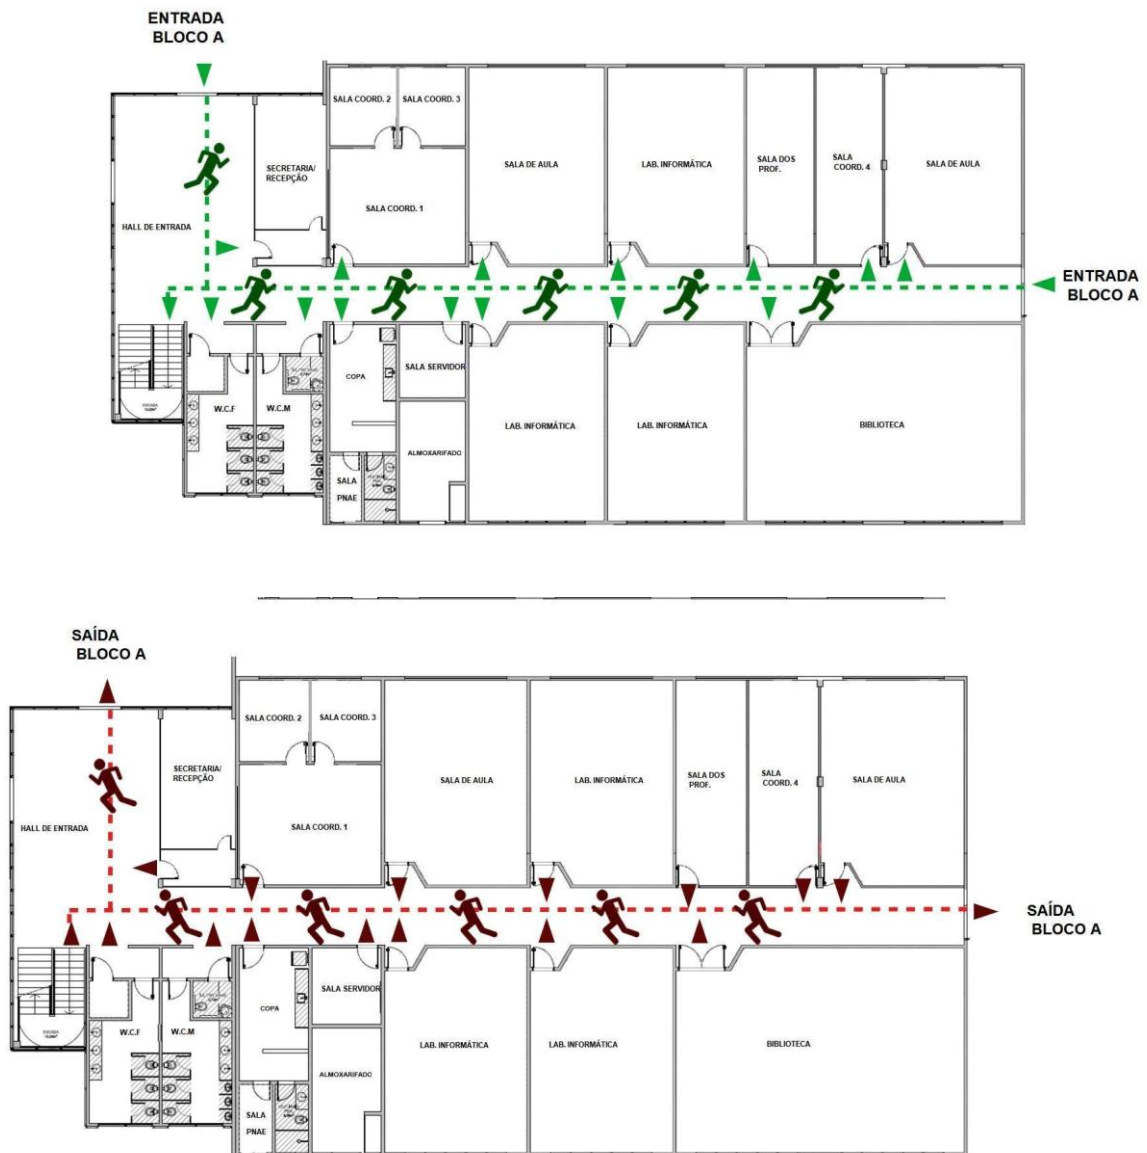 ENTRADA
BLOCO A
SALA COORD. 2
SALA COORD. 3
SALA DE AULA
LAB. INFORMÁTICA
SALA DOS
PROF.
SALA
COORD. 4
SALA DE AULA
SECRETARIA/
RECEPÇÃO
SALA COORD. 1
HALL DE ENTRADA
ENTRADA
BLOCO A
COPA
SALA SERVIDOR
W.C.F
W.C.M
LAB. INFORMÁTICA
LAB. INFORMÁTICA
BIBLIOTECA
ALMOXARIFADO
SALA
PNAE
SAÍDA
BLOCO A
SALA COORD. 2
SALA COORD. 3
SECRETARIA/
RECEPÇÃO
SALA DE AULA
LAB. INFORMÁTICA
SALA DOS
PROF.
SALA
COORD. 4
SALA DE AULA
HALL DE ENTRADA
SALA COORD. 1
SAÍDA
BLOCO A
COPA
SALA SERVIDOR
W.C.F
W.C.M
LAB. INFORMÁTICA
LAB. INFORMÁTICA
BIBLIOTECA
ALMOXARIFADO
SALA
PNAE